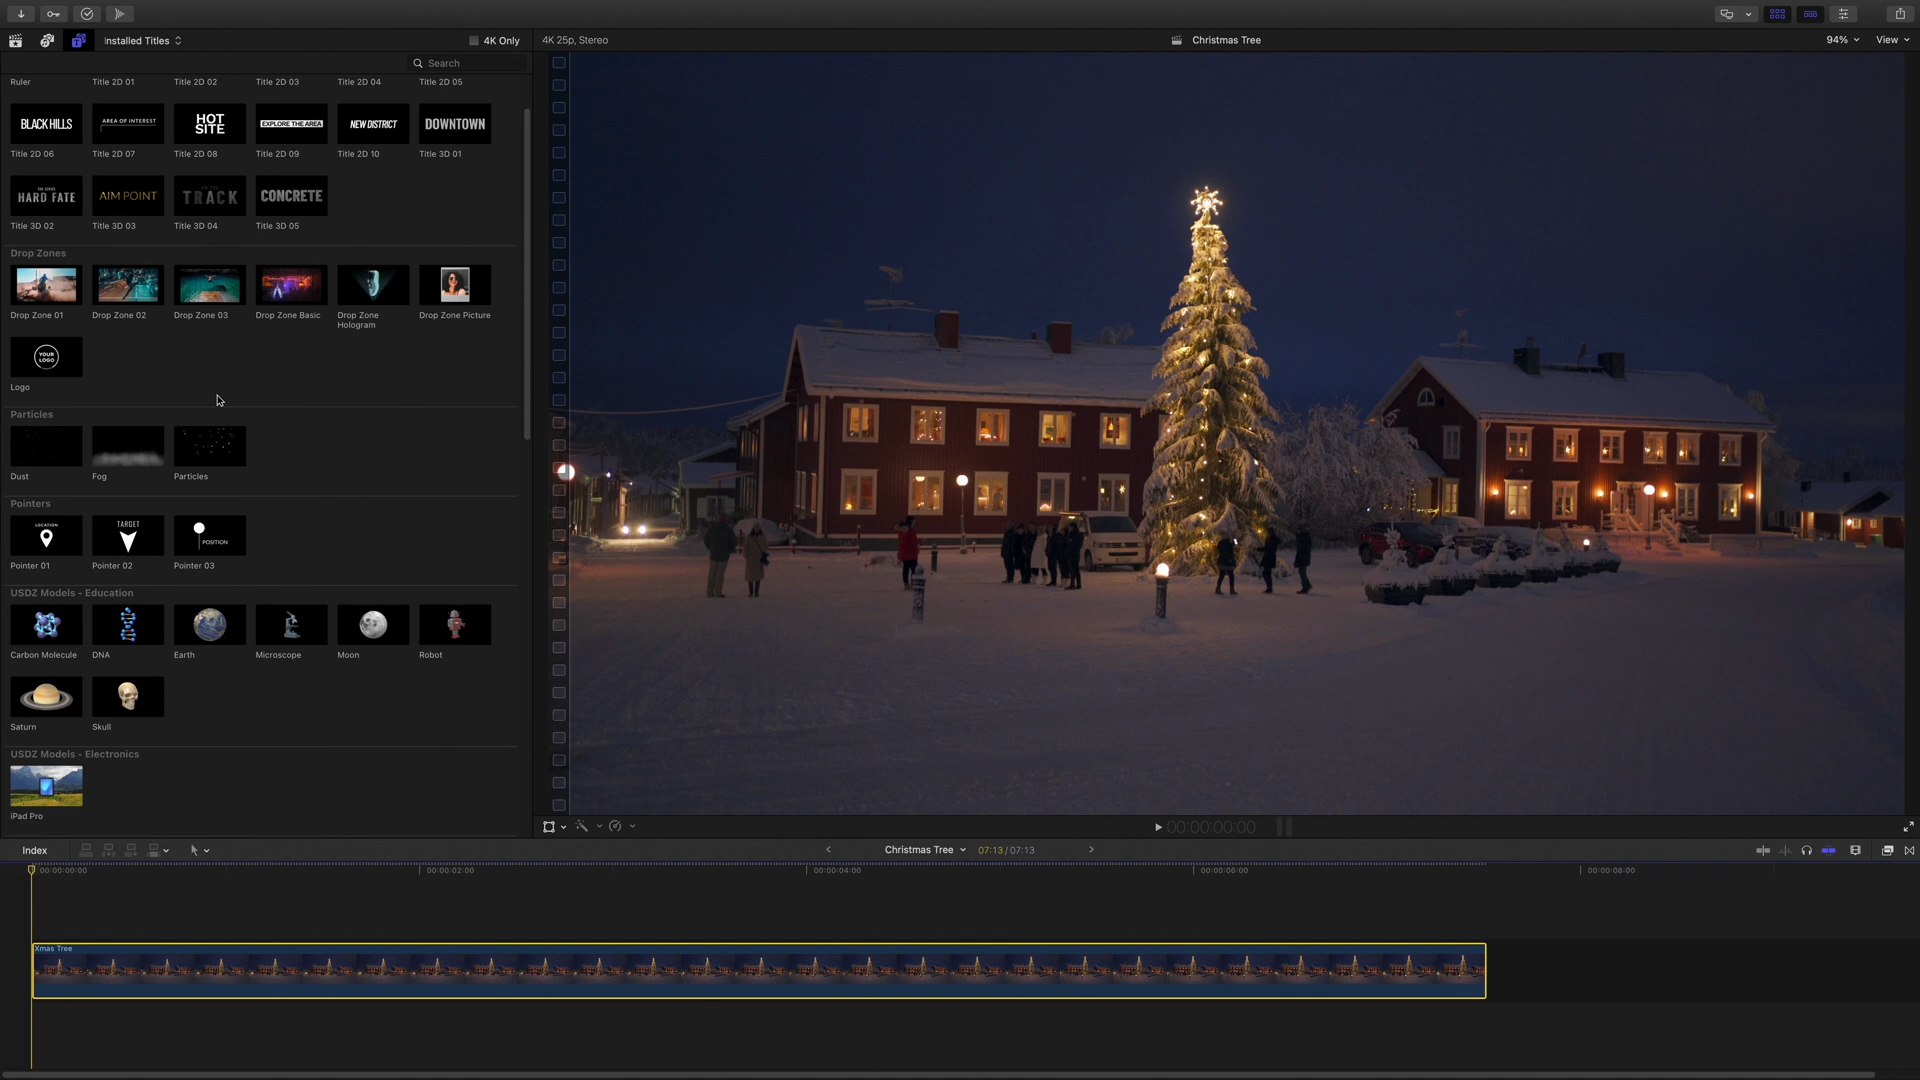 Installed Titles
4K Only
4K 25p, Stereo
Christmas Tree
94%
View
Search
Ruler
Title 2D 01
Title 2D 02
Title 2D 03
Title 2D 04
Title 2D 05
BLACK HILLS
AREA OF INTEREST
HOT
SITE
EXPLORE THE AREA
NEW DISTRICT
DOWNTOWN
Title 2D 06
Title 2D 07
Title 2D 08
Title 2D 09
Title 2D 10
Title 3D 01
HARD FATE
AIM POINT
TRACK
CONCRETE
Title 3D 02
Title 3D 03
Title 3D 04
Title 3D 05
Drop Zones
Drop Zone 01
Drop Zone 02
Drop Zone 03
Drop Zone Basic
Drop Zone
Hologram
Drop Zone Picture
YOUR
LOGO
Logo
Particles
Dust
Fog
Particles
Pointers
LOCATION
TARGET
POSITION
Pointer 01
Pointer 02
Pointer 03
USDZ Models - Education
Carbon Molecule
DNA
Earth
Microscope
Moon
Robot
Saturn
Skull
USDZ Models - Electronics
iPad Pro
00:00:00:00
Index
Christmas Tree
07:13 / 07:13
00:00:00:00
00:00:02:00
00:00:04:00
00:00:06:00
00:00:08:00
Xmas Tree